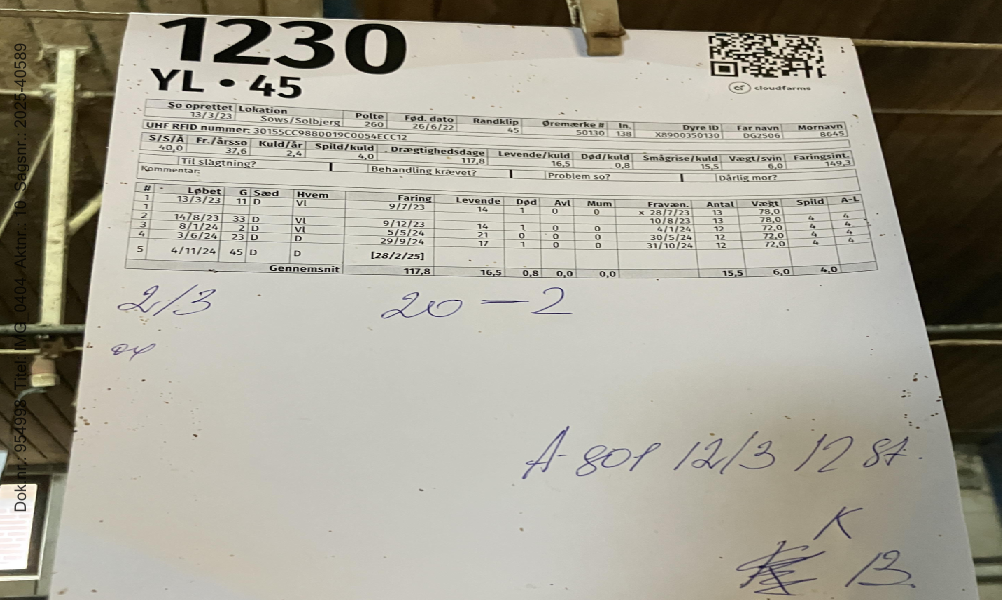 1230
YL • 45
cloudfarms
So oprettet Lokation Polte Fød. dato Randklip Øremærke # In. Dyre ID Far navn Mornavn
13/3/23 Sows/Solbjerg 260 26/6/22 45 50130 138 X8900350130 DG2506 8645
UHF RFID nummer: 30155CC9880019C0054ECC12
S/S/A Fr./årsso Kuld/år Spild/kuld Drægtighedsdage Levende/kuld Død/kuld Smågrise/kuld Vægt/svin Faringsint.
40,0 37,6 2,4 4,0 117,8 16,5 0,8 15,5 6,0 149,3
Kommentar: Til slagtning? Behandling krævet? Problem so? Dårlig mor?
# Løbet G Sæd Hvem Faring Levende Død Avl Mum Fravæn. Antal Vægt Spild A-L
1 13/3/23 11 D VL 9/7/23 14 1 0 0 x 28/7/23 13 78,0
1 10/8/23 13 78,0 4 4
2 14/8/23 33 D VL 9/12/23 14 1 0 0 4/1/24 12 72,0 4 4
3 8/1/24 2 D VL 5/5/24 21 0 0 0 30/5/24 12 72,0 4 4
4 3/6/24 23 D D 29/9/24 17 1 0 0 31/10/24 12 72,0 4 4
5 4/11/24 45 D D [28/2/25]
Gennemsnit 117,8 16,5 0,8 0,0 0,0 15,5 6,0 4,0
2/3 20 — 2
A 801 12/3 12 st
K
B
Dok.nr.: 954998, Titel: IMG_0404, Aktnr.: 10, Sagsnr.: 2025-40589